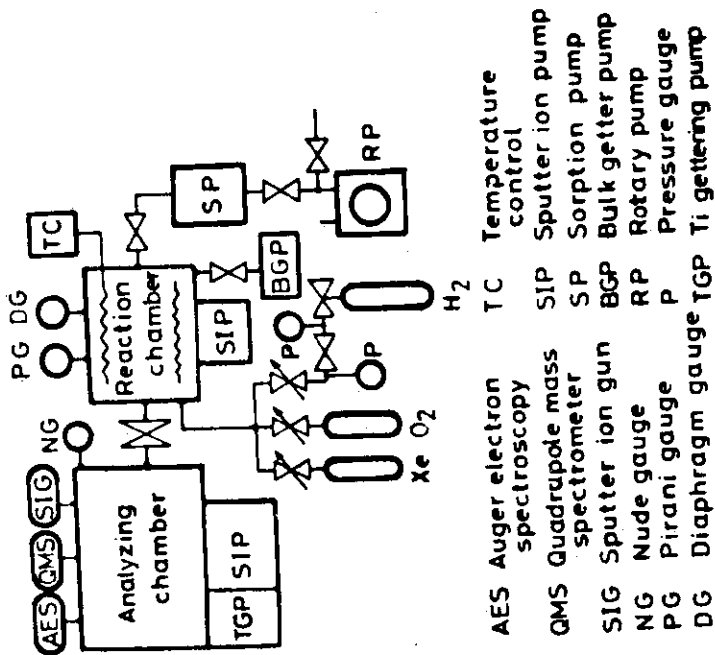 AES
QMS
SIG
NG
PG
DG
TC
Analyzing
chamber
Reaction
chamber
TGP
SIP
SIP
BGP
SP
RP
P
P
Xe
O2
H2
AES Auger electron
spectroscopy
QMS Quadrapole mass
spectrometer
SIG Sputter ion gun
NG Nude gauge
PG Pirani gauge
DG Diaphragm gauge
TC Temperature
control
SIP Sputter ion pump
SP Sorption pump
BGP Bulk getter pump
RP Rotary pump
P Pressure gauge
TGP Ti gettering pump